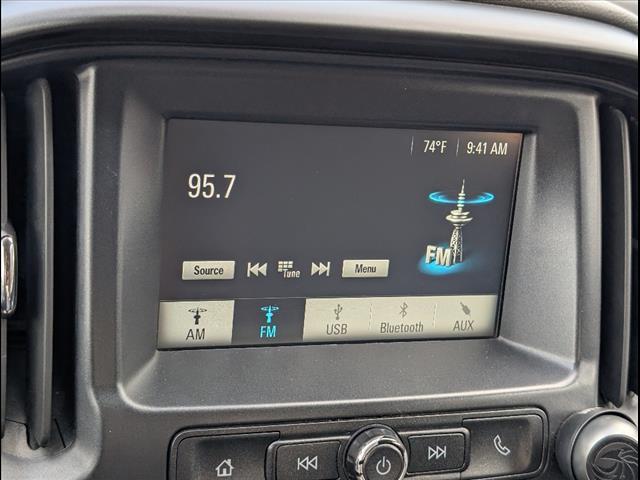 74°F 9:41 AM
95.7
FM
Source Tune Menu
AM FM USB Bluetooth AUX